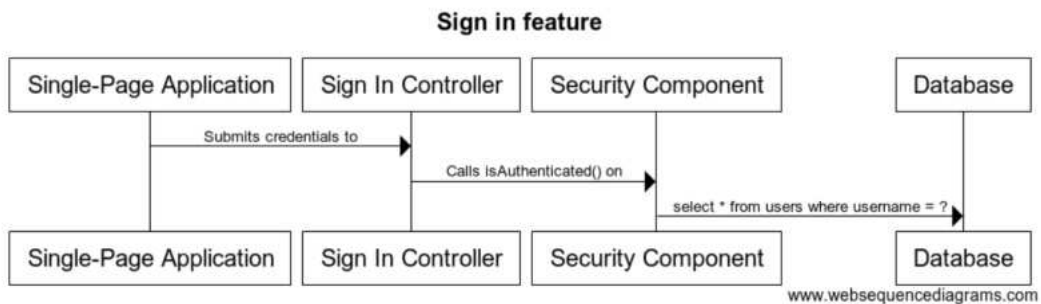 Sign in feature
Single-Page Application Sign In Controller Security Component Database
Submits credentials to
Calls isAuthenticated() on
select * from users where username = ?
Single-Page Application Sign In Controller Security Component Database
www.websequencediagrams.com